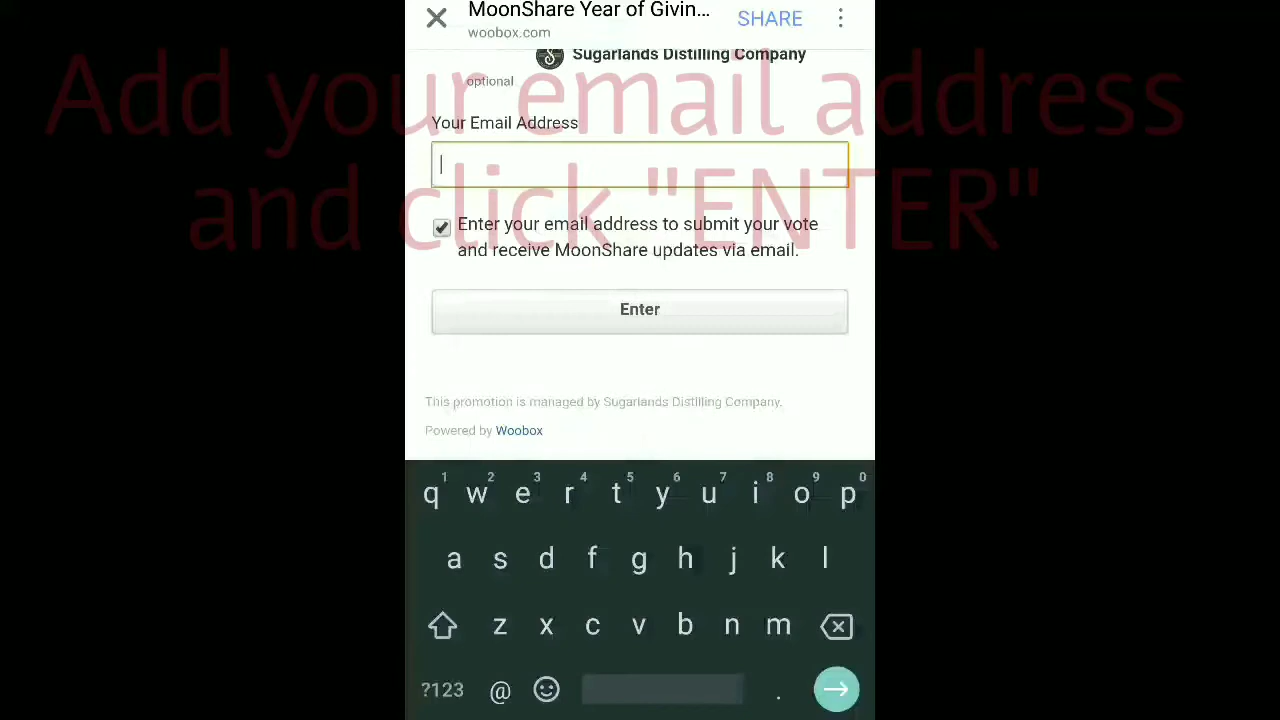 MoonShare Year of Givin...
SHARE
woobox.com
Sugarlands Distilling Company
optional
Add your email address
and click "ENTER"
Your Email Address
Enter your email address to submit your vote
and receive MoonShare updates via email.
Enter
This promotion is managed by Sugarlands Distilling Company.
Powered by Woobox
1 2 3 4 5 6 7 8 9 0
q w e r t y u i o p
a s d f g h j k l
z x c v b n m
?123 @ .